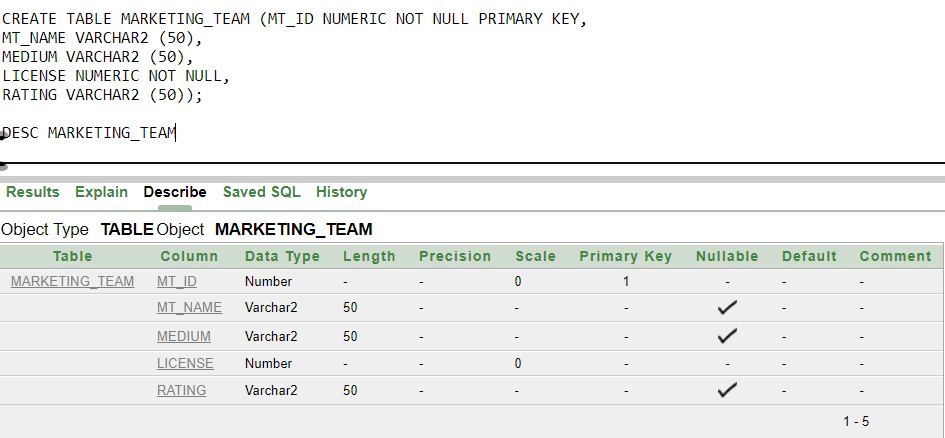 CREATE TABLE MARKETING_TEAM (MT_ID NUMERIC NOT NULL PRIMARY KEY,
MT_NAME VARCHAR2 (50),
MEDIUM VARCHAR2 (50),
LICENSE NUMERIC NOT NULL,
RATING VARCHAR2 (50));
DESC MARKETING_TEAM
Results Explain Describe Saved SQL History
Object Type TABLE Object MARKETING_TEAM
Table Column Data Type Length Precision Scale Primary Key Nullable Default Comment
MARKETING_TEAM MT_ID Number - - 0 1 - - -
MT_NAME Varchar2 50 - - - ✓ - -
MEDIUM Varchar2 50 - - - ✓ - -
LICENSE Number - - 0 - - - -
RATING Varchar2 50 - - - ✓ - -
1 - 5